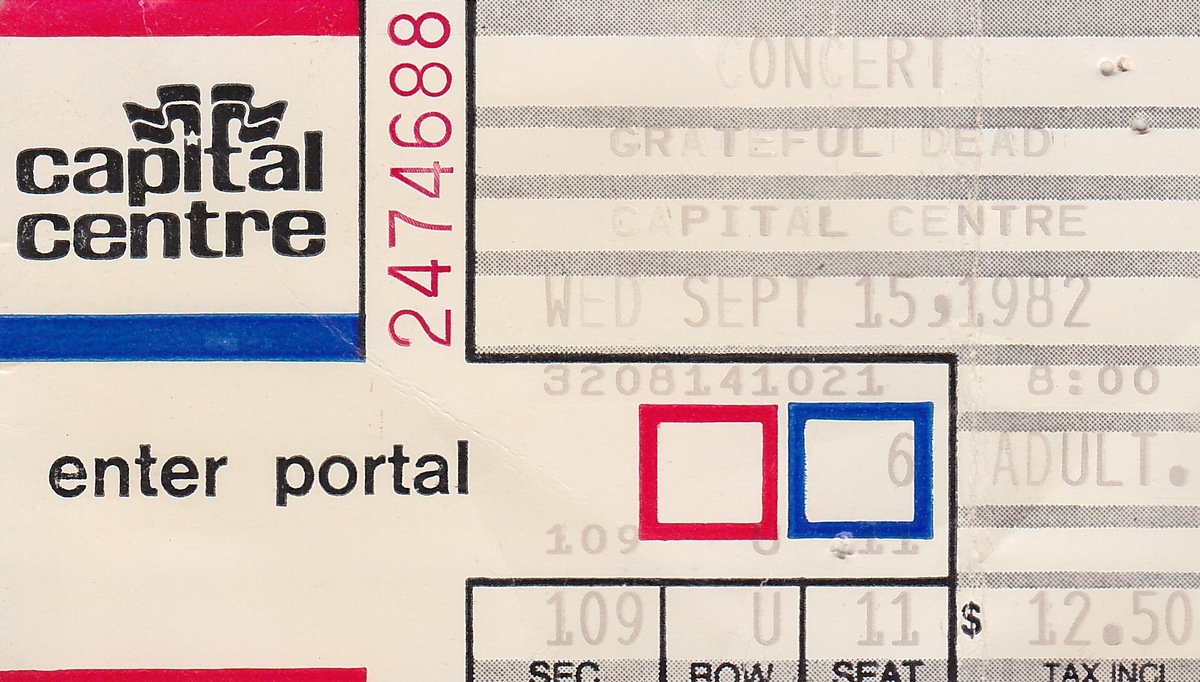 capital
centre
2474688
CONCERT
GRATEFUL DEAD
CAPITAL CENTRE
WED SEPT 15,1982
3208141021 8:00
enter portal
6 ADULT.
109 U 11
109 U 11 $ 12.50
SEC ROW SEAT TAX INCL